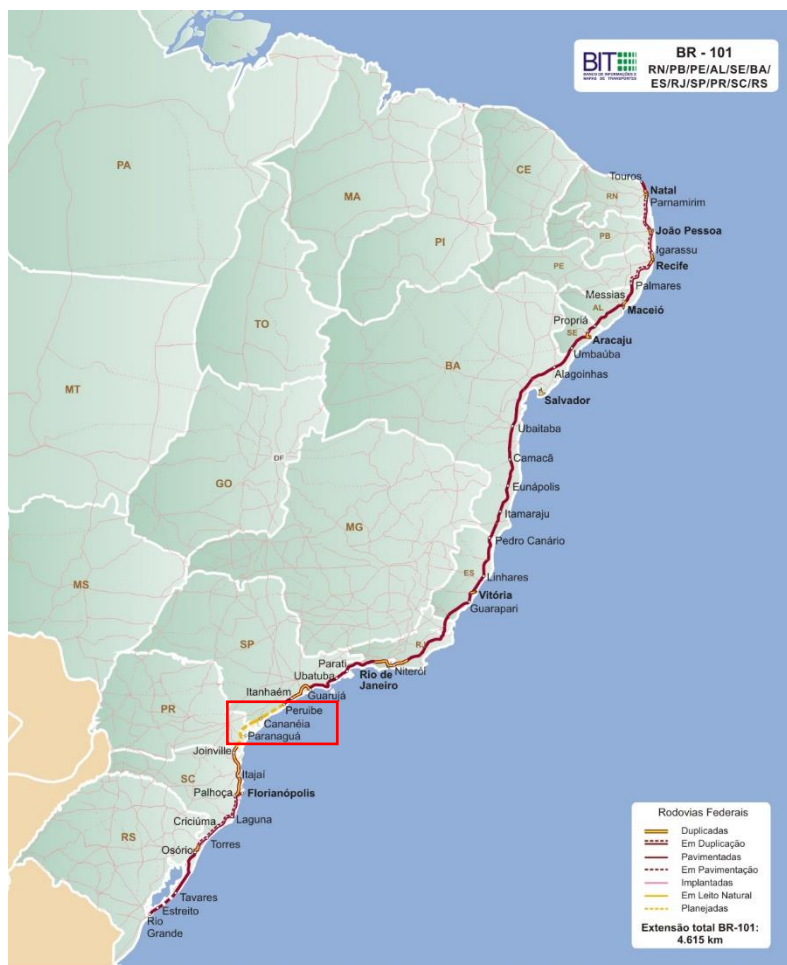 BIT
BANCO DE INFORMAÇÕES E
MAPAS DE TRANSPORTES
BR - 101
RN/PB/PE/AL/SE/BA/
ES/RJ/SP/PR/SC/RS
PA
MA
CE
PI
RN
PB
PE
AL
SE
TO
BA
MT
GO
DF
MG
MS
ES
SP
RJ
PR
SC
RS
Touros
Natal
Parnamirim
João Pessoa
Igarassu
Recife
Palmares
Messias
Maceió
Propriá
Aracaju
Umbaúba
Alagoinhas
Salvador
Ubaitaba
Camacã
Eunápolis
Itamaraju
Pedro Canário
Linhares
Vitória
Guarapari
Niterói
Rio de
Janeiro
Parati
Ubatuba
Guarujá
Itanhaém
Peruibe
Cananéia
Paranaguá
Joinville
Itajaí
Palhoça
Florianópolis
Laguna
Criciúma
Torres
Osório
Tavares
Estreito
Rio
Grande
Rodovias Federais
Duplicadas
Em Duplicação
Pavimentadas
Em Pavimentação
Implantadas
Em Leito Natural
Planejadas
Extensão total BR-101:
4.615 km